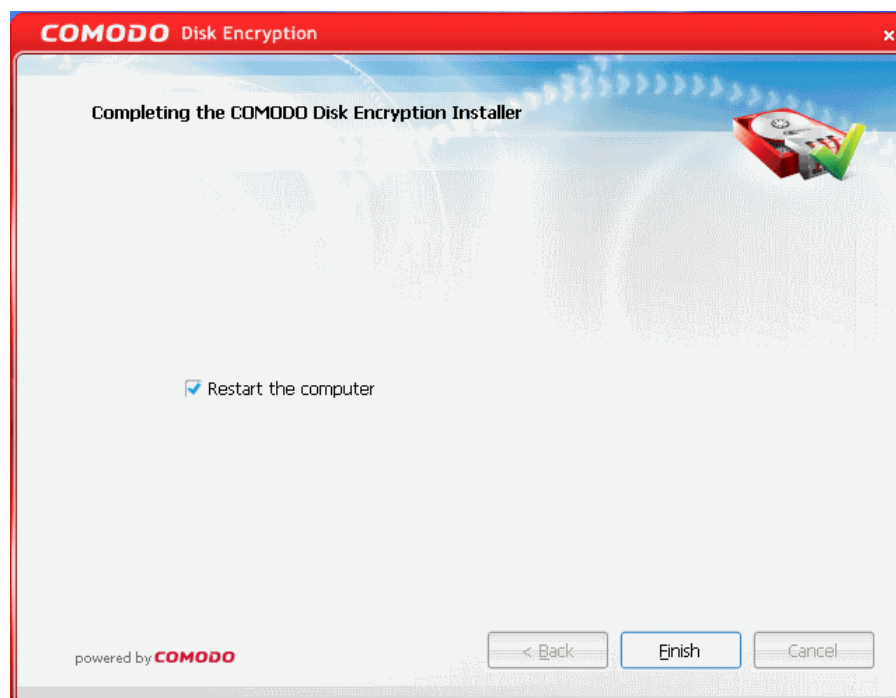 COMODO Disk Encryption
Completing the COMODO Disk Encryption Installer
Restart the computer
powered by COMODO
< Back
Finish
Cancel